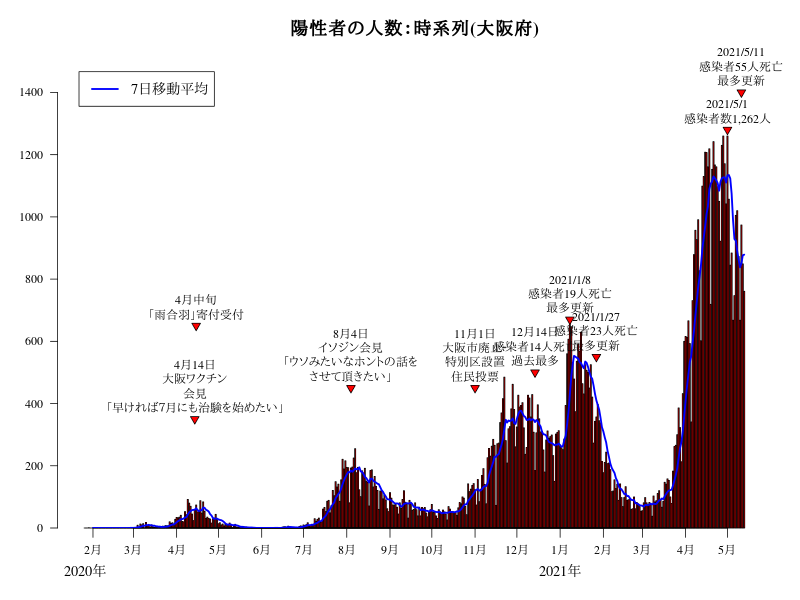 陽性者の人数:時系列(大阪府)
7日移動平均
2021/5/11
感染者55人死亡
最多更新
2021/5/1
感染者数1,262人
2021/1/8
感染者19人死亡
最多更新
2021/1/27
感染者23人死亡
最多更新
4月中旬
「雨合羽」寄付受付
8月4日
イソジン会見
「ウソみたいなホントの話を
させて頂きたい」
11月1日
大阪市廃止
特別区設置
住民投票
12月14日
感染者14人死亡
過去最多
4月14日
大阪ワクチン
会見
「早ければ7月にも治験を始めたい」
1400
1200
1000
800
600
400
200
0
2月
3月
4月
5月
6月
7月
8月
9月
10月
11月
12月
1月
2月
3月
4月
5月
2020年
2021年